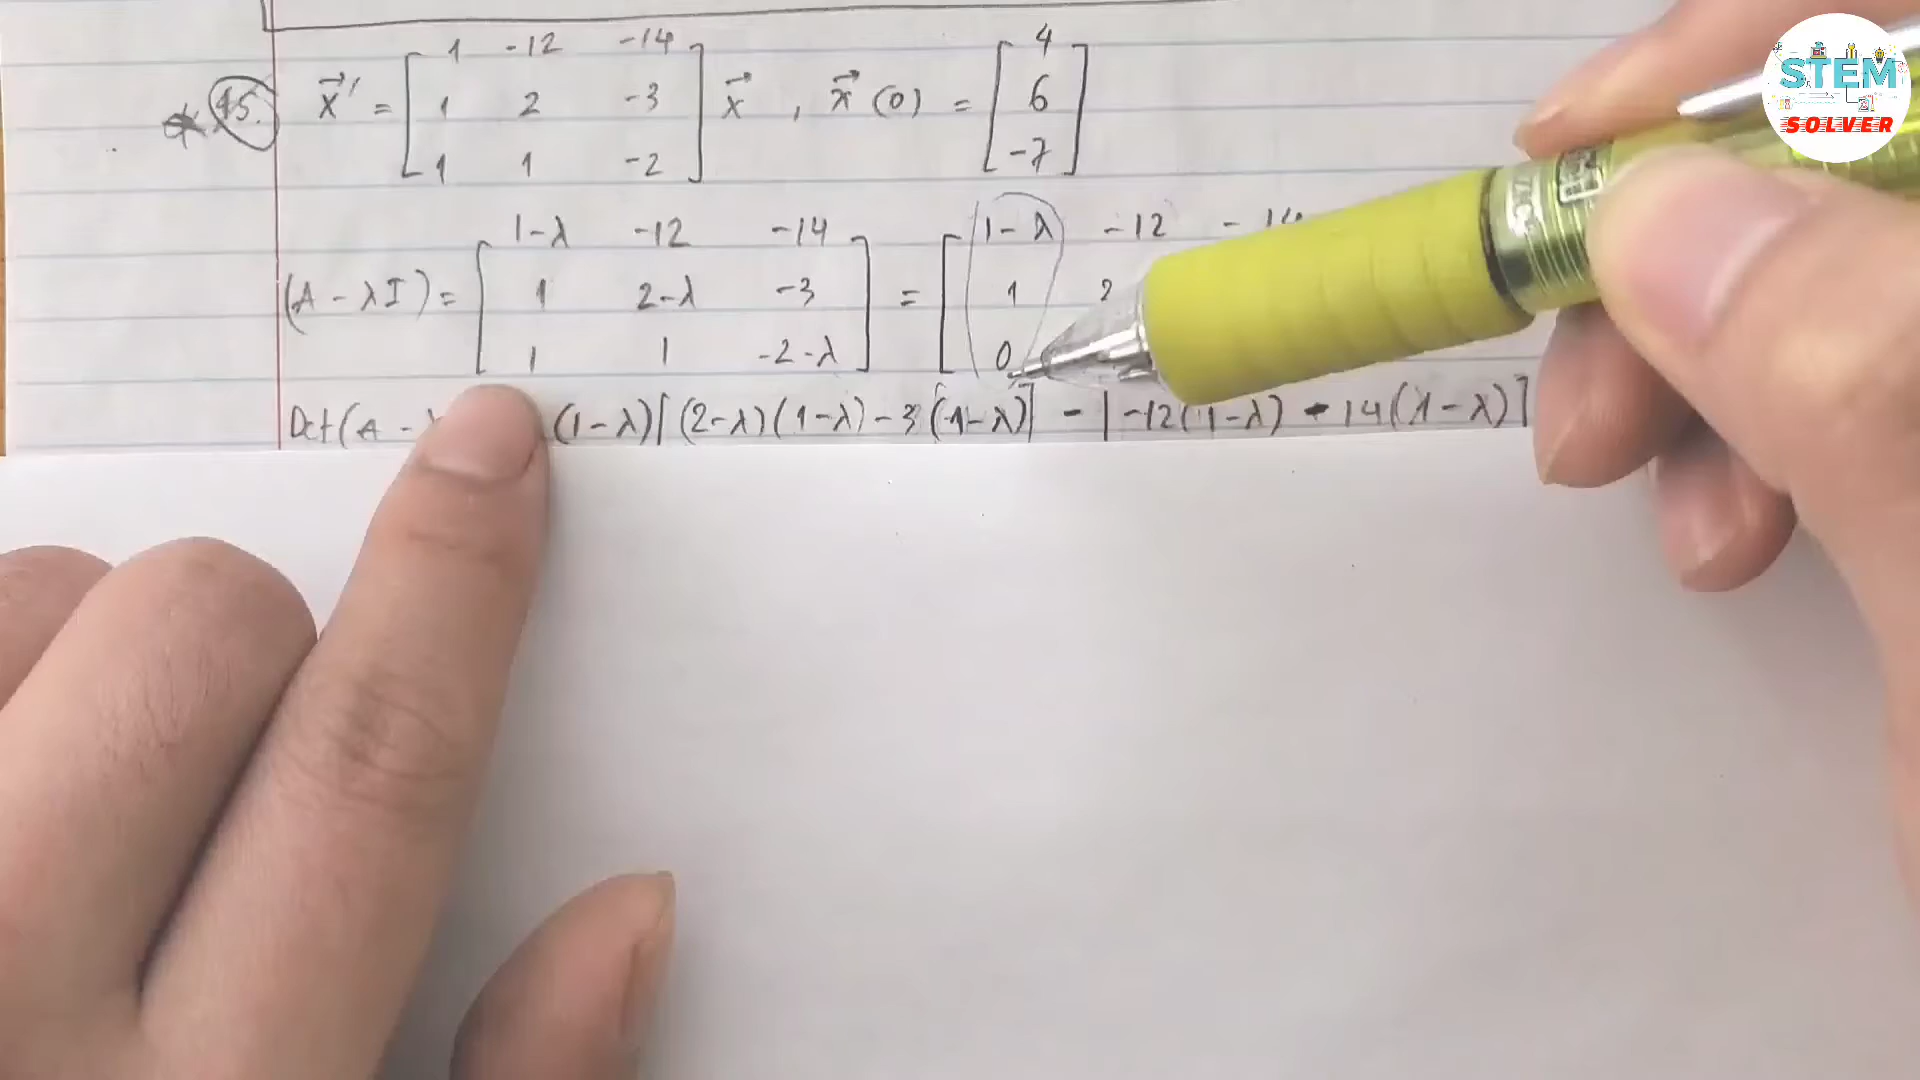 STEM
SOLVER
45. x⃗' = [ 1 -12 -14
1 2 -3
1 1 -2 ] x⃗ , x⃗ (0) = [ 4
6
-7 ]
(A - λI) = [ 1-λ -12 -14
1 2-λ -3
1 1 -2-λ ] = [ 1-λ -12 -14
1 2
0
Det(A - (1-λ)[(2-λ)(1-λ)-3(1-λ)] - [-12(1-λ) - 14(1-λ)]